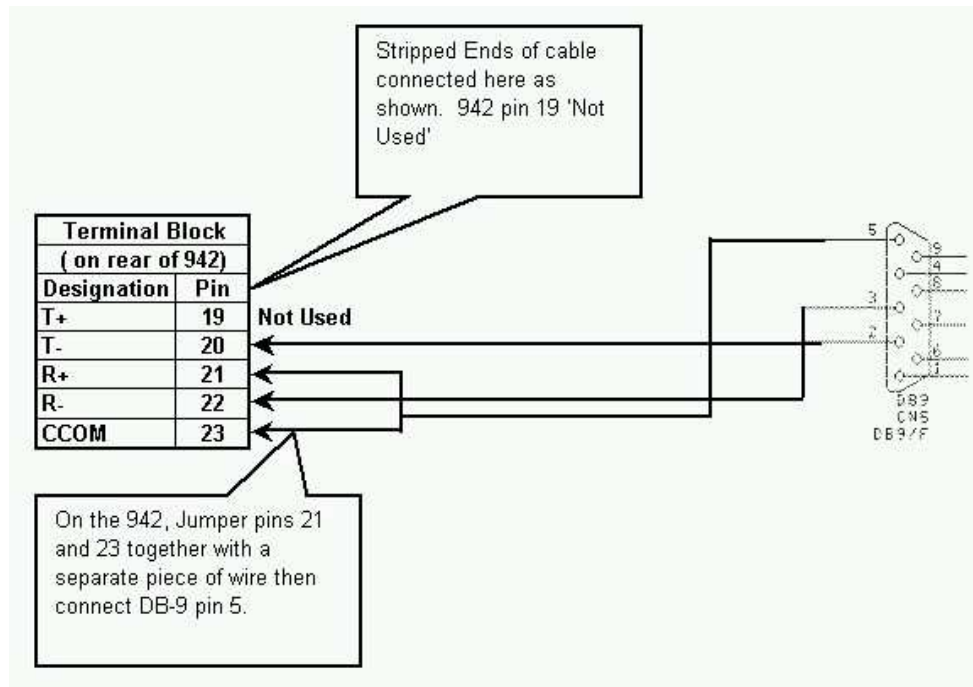 Stripped Ends of cable
connected here as
shown. 942 pin 19 'Not
Used'
Terminal Block
( on rear of 942)
Designation Pin
T+ 19 Not Used
T- 20
R+ 21
R- 22
CCOM 23
5
9
4
8
3
7
2
6
1
DB9
CN5
DB9/F
On the 942, Jumper pins 21
and 23 together with a
separate piece of wire then
connect DB-9 pin 5.